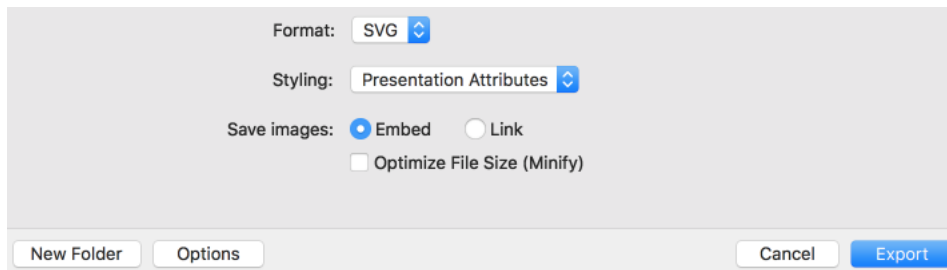 Format: SVG
Styling: Presentation Attributes
Save images: Embed Link
Optimize File Size (Minify)
New Folder Options Cancel Export